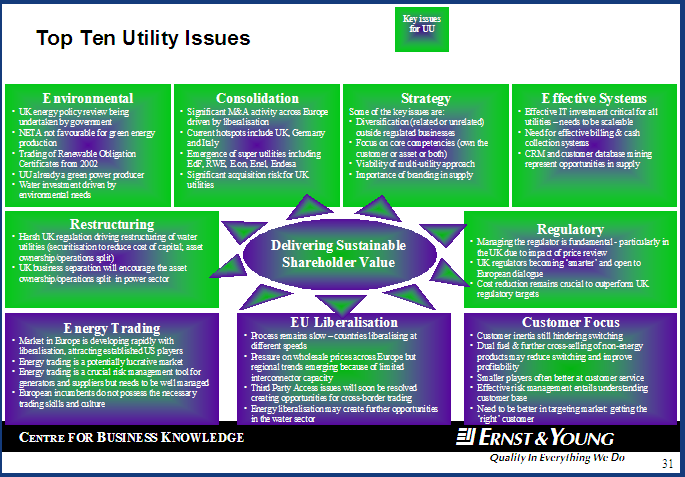 Top Ten Utility Issues
Key issues
for UU
Environmental
• UK energy policy review being
undertaken by government
• NETA not favourable for green energy
production
• Trading of Renewable Obligation
Certificates from 2002
• UU already a green power producer
• Water investment driven by
environmental needs
Consolidation
• Significant M&A activity across Europe
driven by liberalisation
• Current hotspots include UK, Germany
and Italy
• Emergence of super utilities including
EdF, RWE, E.on, Enel, Endesa
• Significant acquisition risk for UK
utilities
Strategy
Some of the key issues are:
• Diversification (related or unrelated)
outside regulated businesses
• Focus on core competencies (own the
customer or asset or both)
• Viability of multi-utility approach
• Importance of branding in supply
Effective Systems
• Effective IT investment critical for all
utilities – needs to be scaleable
• Need for effective billing & cash
collection systems
• CRM and customer database mining
represent opportunities in supply
Restructuring
• Harsh UK regulation driving restructuring of water
utilities (securitisation to reduce cost of capital; asset
ownership/operations split)
• UK business separation will encourage the asset
ownership/operations split in power sector
Delivering Sustainable
Shareholder Value
Regulatory
• Managing the regulator is fundamental - particularly in
the UK due to impact of price review
• UK regulators becoming 'smarter' and open to
European dialogue
• Cost reduction remains crucial to outperform UK
regulatory targets
Energy Trading
• Market in Europe is developing rapidly with
liberalisation, attracting established US players
• Energy trading is a potentially lucrative market
• Energy trading is a crucial risk management tool for
generators and suppliers but needs to be well managed
• European incumbents do not possess the necessary
trading skills and culture
EU Liberalisation
• Process remains slow – countries liberalising at
different speeds
• Pressure on wholesale prices across Europe but
regional trends emerging because of limited
interconnector capacity
• Third Party Access issues will soon be resolved
creating opportunities for cross-border trading
• Energy liberalisation may create further opportunities
in the water sector
Customer Focus
• Customer inertia still hindering switching
• Dual fuel & further cross-selling of non-energy
products may reduce switching and improve
profitability
• Smaller players often better at customer service
• Effective risk management entails understanding
customer base
• Need to be better in targeting market: getting the
'right' customer
CENTRE FOR BUSINESS KNOWLEDGE
ERNST & YOUNG
Quality In Everything We Do
31